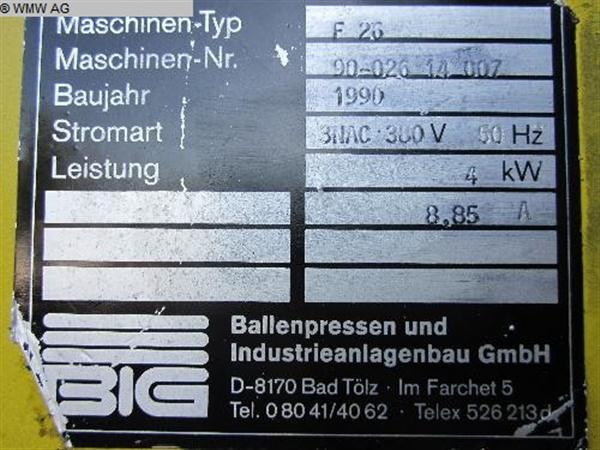 ® WMW AG
Maschinen-Typ F 26
Maschinen-Nr. 90-026 14 007
Baujahr 1990
Stromart 3NAC 380 V 50 Hz
Leistung 4 kW
8.85 A
BIG
Ballenpressen und
Industrieanlagenbau GmbH
D-8170 Bad Tölz · Im Farchet 5
Tel. 0 80 41/40 62 · Telex 526 213 d